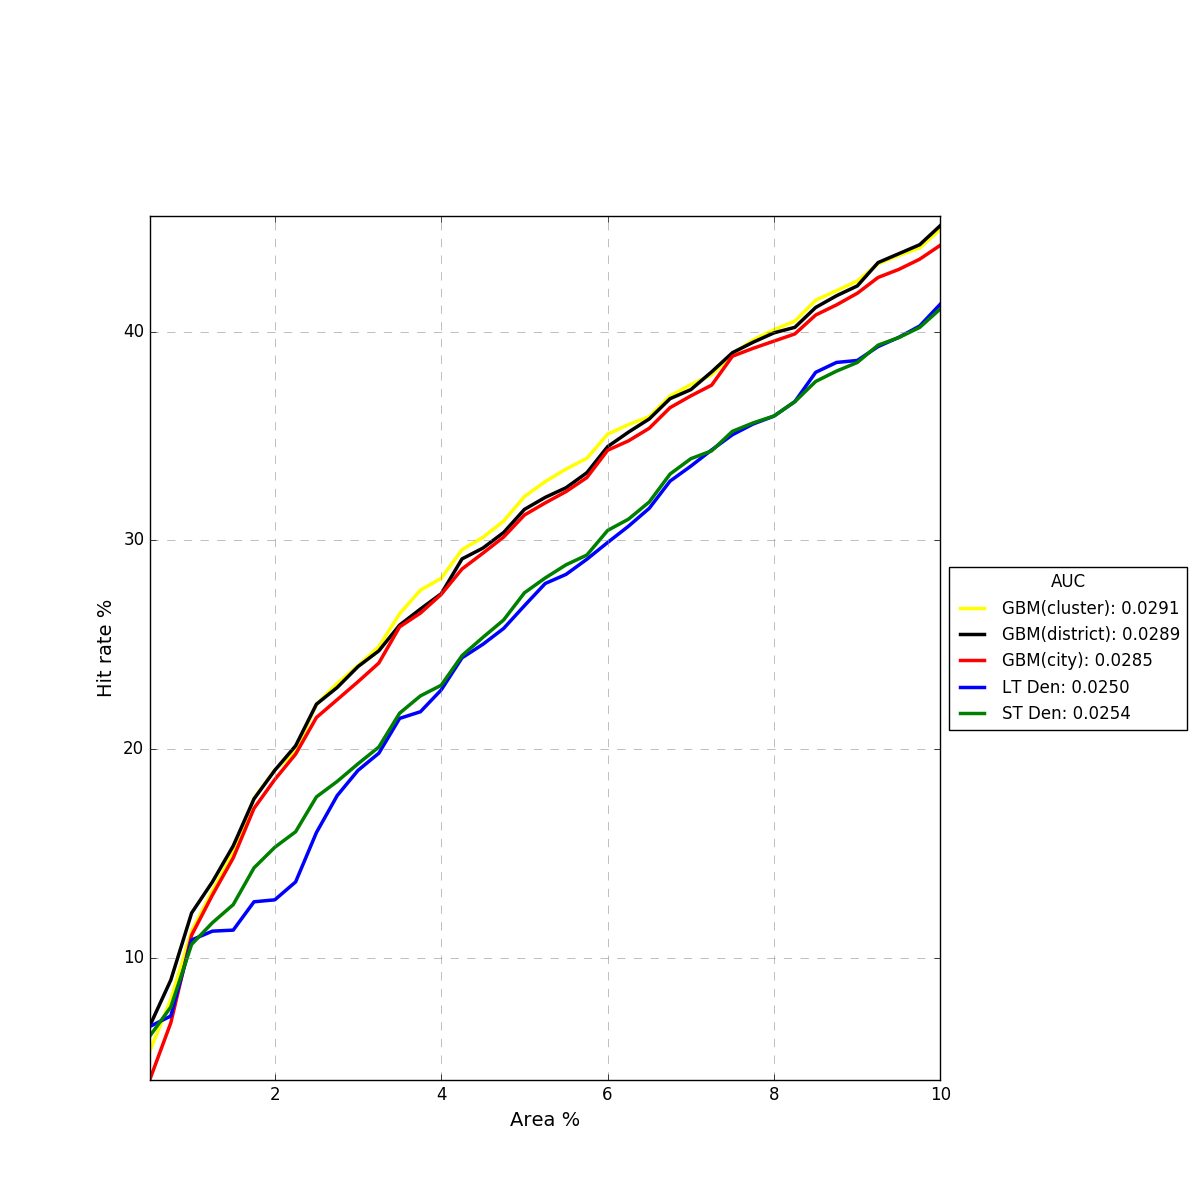 40
30
20
10
Hit rate %
2 4 6 8 10
Area %
AUC
GBM(cluster): 0.0291
GBM(district): 0.0289
GBM(city): 0.0285
LT Den: 0.0250
ST Den: 0.0254